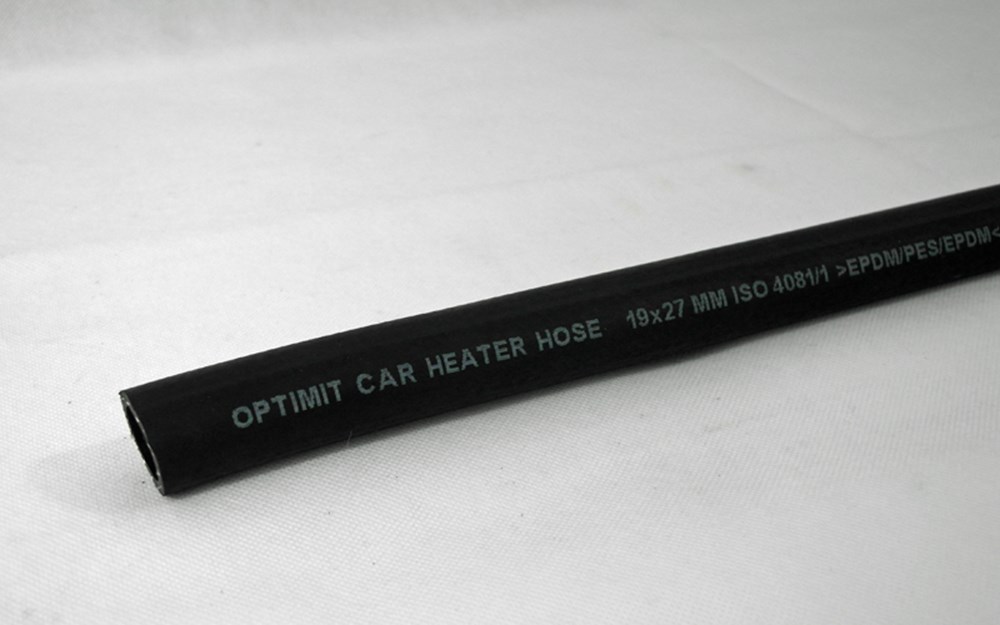 OPTIMIT CAR HEATER HOSE 19x27 MM ISO 4081/1 >EPDM/PES/EPDM<